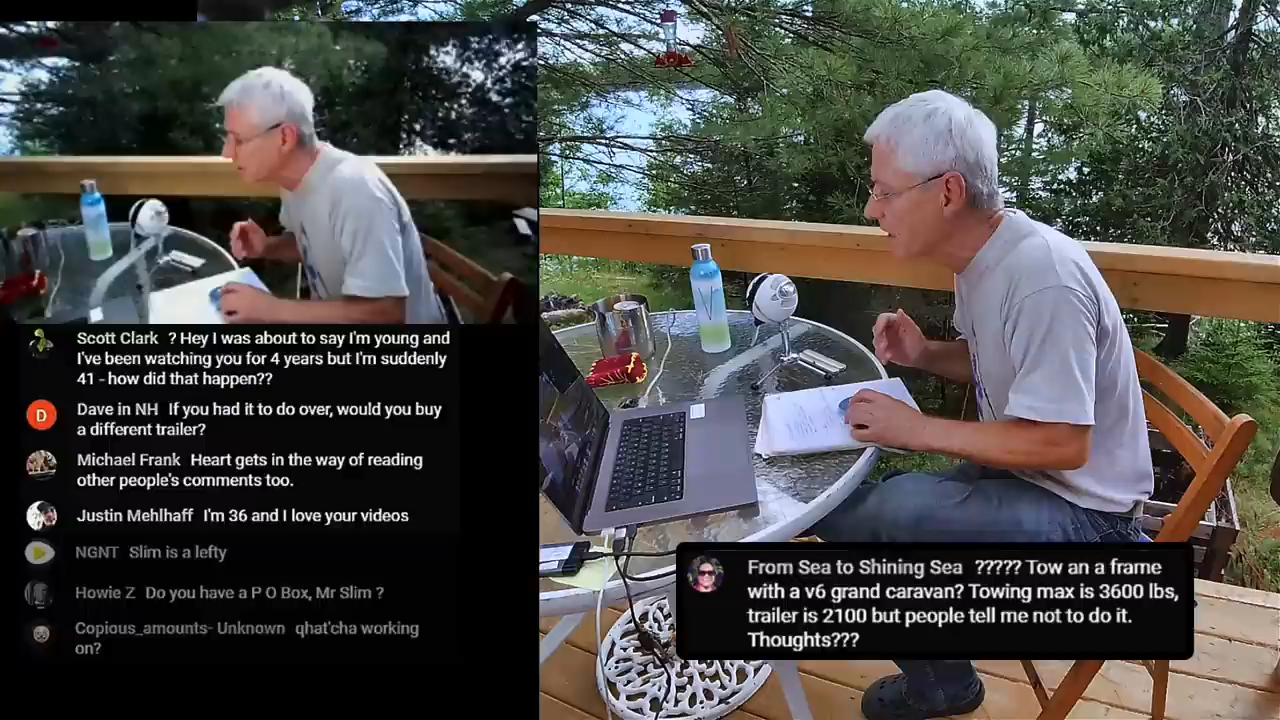 Scott Clark ? Hey I was about to say I'm young and
I've been watching you for 4 years but I'm suddenly
41 - how did that happen??
D
Dave in NH If you had it to do over, would you buy
a different trailer?
Michael Frank Heart gets in the way of reading
other people's comments too.
Justin Mehlhaff I'm 36 and I love your videos
NGNT Slim is a lefty
Howie Z Do you have a P O Box, Mr Slim ?
Copious_amounts- Unknown qhat'cha working
on?
From Sea to Shining Sea ????? Tow an a frame
with a v6 grand caravan? Towing max is 3600 lbs,
trailer is 2100 but people tell me not to do it.
Thoughts???